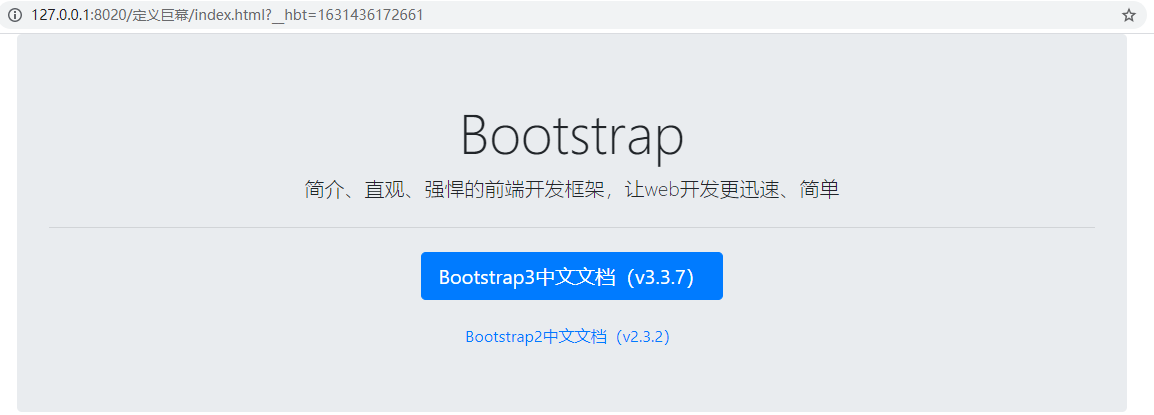 127.0.0.1:8020/定义巨幕/index.html?__hbt=1631436172661
Bootstrap
简介、直观、强悍的前端开发框架，让web开发更迅速、简单
Bootstrap3中文文档（v3.3.7）
Bootstrap2中文文档（v2.3.2）